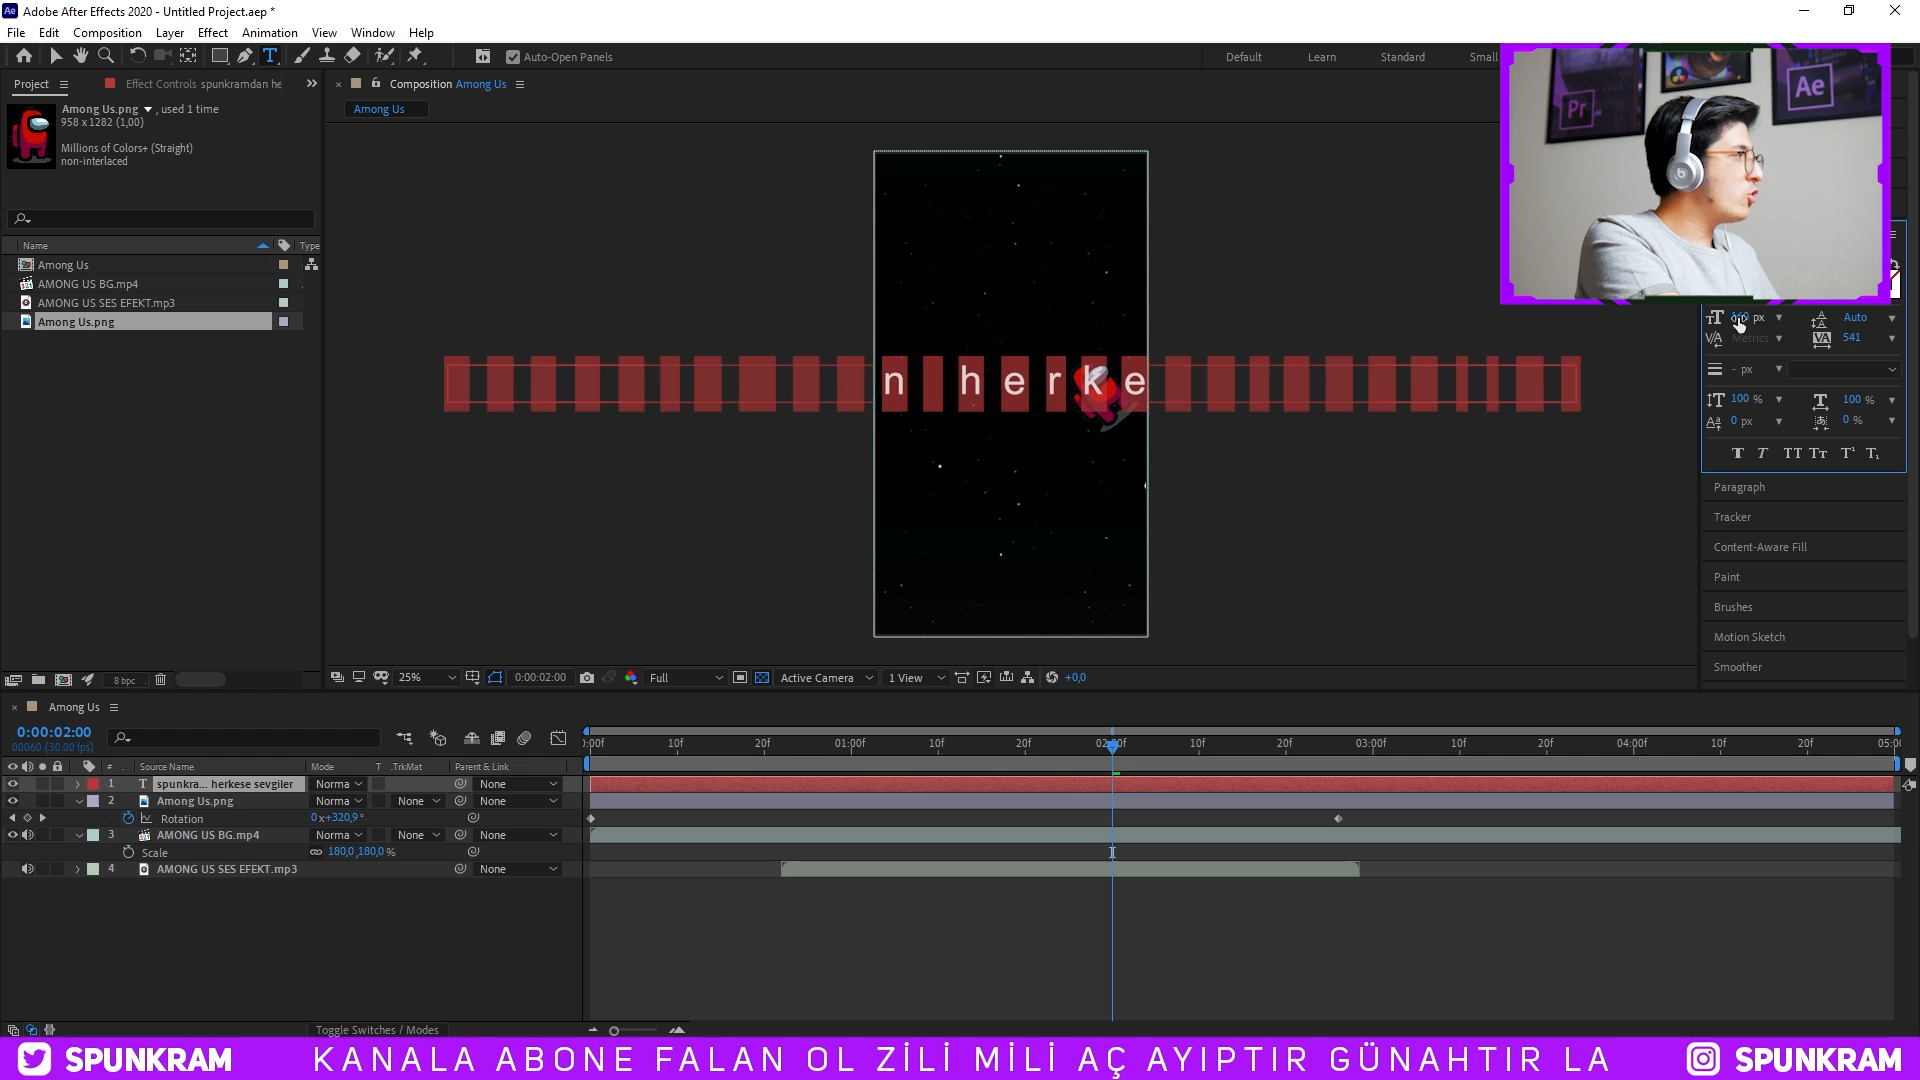 Adobe After Effects 2020 - Untitled Project.aep *
File Edit Composition Layer Effect Animation View Window Help
Auto-Open Panels
Default Learn Standard Small
Project
Effect Controls spunkramdan he
Composition Among Us
Among Us
Among Us.png , used 1 time
958 x 1282 (1,00)
Millions of Colors+ (Straight)
non-interlaced
Name Type
Among Us
AMONG US BG.mp4
AMONG US SES EFEKT.mp3
Among Us.png
8 bpc
n herke
Pr
Ae
px Auto
Metrics 541
- px
100 % 100 %
0 px 0 %
T T TT Tт T¹ T₁
Paragraph
Tracker
Content-Aware Fill
Paint
Brushes
Motion Sketch
Smoother
25% 0:00:02:00 Full Active Camera 1 View +0,0
Among Us
0:00:02:00
00060 (30.00 fps)
:00f 10f 20f 01:00f 10f 20f 02:00f 10f 20f 03:00f 10f 20f 04:00f 10f 20f 05:00
# Source Name Mode T .TrkMat Parent & Link
1 T spunkra... herkese sevgiler Norma None
2 Among Us.png Norma None None
Rotation 0x+320,9°
3 AMONG US BG.mp4 Norma None None
Scale 180,0,180,0%
4 AMONG US SES EFEKT.mp3 None
Toggle Switches / Modes
SPUNKRAM KANALA ABONE FALAN OL ZİLİ MİLİ AÇ AYIPTIR GÜNAHTIR LA SPUNKRAM